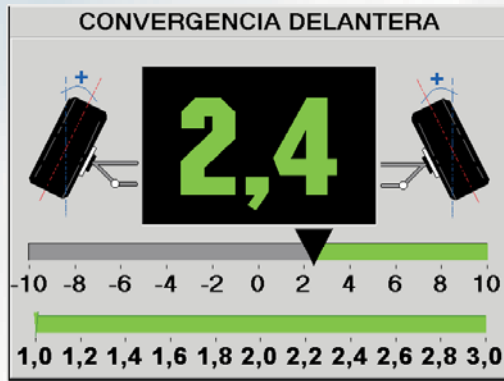 CONVERGENCIA DELANTERA
+ +
2,4
-10 -8 -6 -4 -2 0 2 4 6 8 10
1,0 1,2 1,4 1,6 1,8 2,0 2,2 2,4 2,6 2,8 3,0